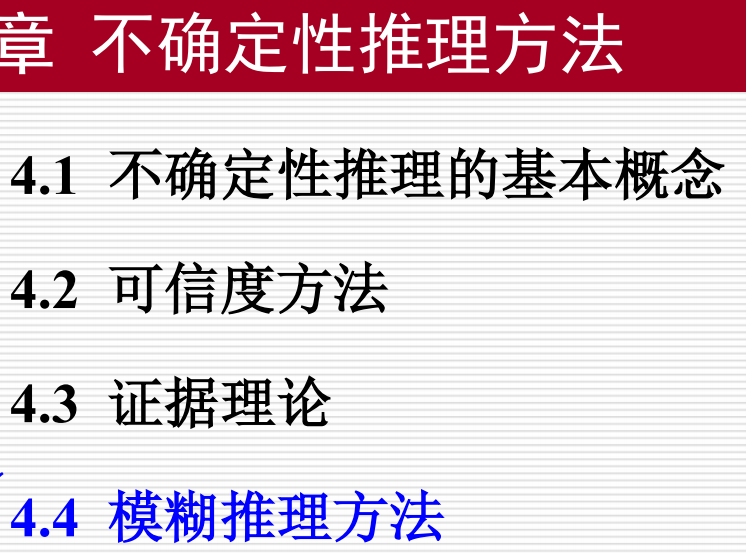 章 不确定性推理方法
4.1 不确定性推理的基本概念
4.2 可信度方法
4.3 证据理论
4.4 模糊推理方法